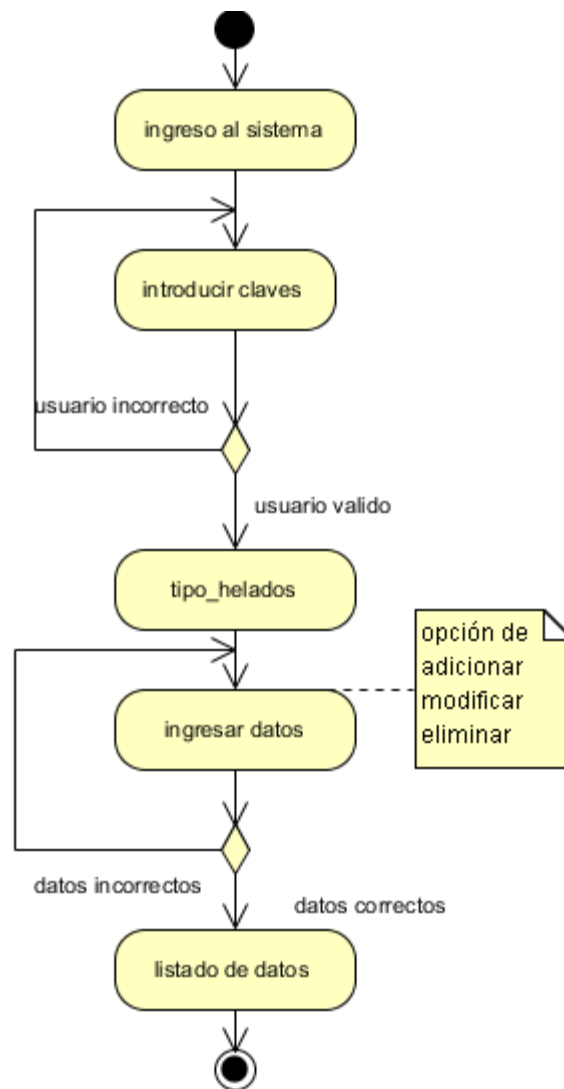 ingreso al sistema
introducir claves
usuario incorrecto
usuario valido
tipo_helados
opción de
adicionar
modificar
eliminar
ingresar datos
datos incorrectos
datos correctos
listado de datos